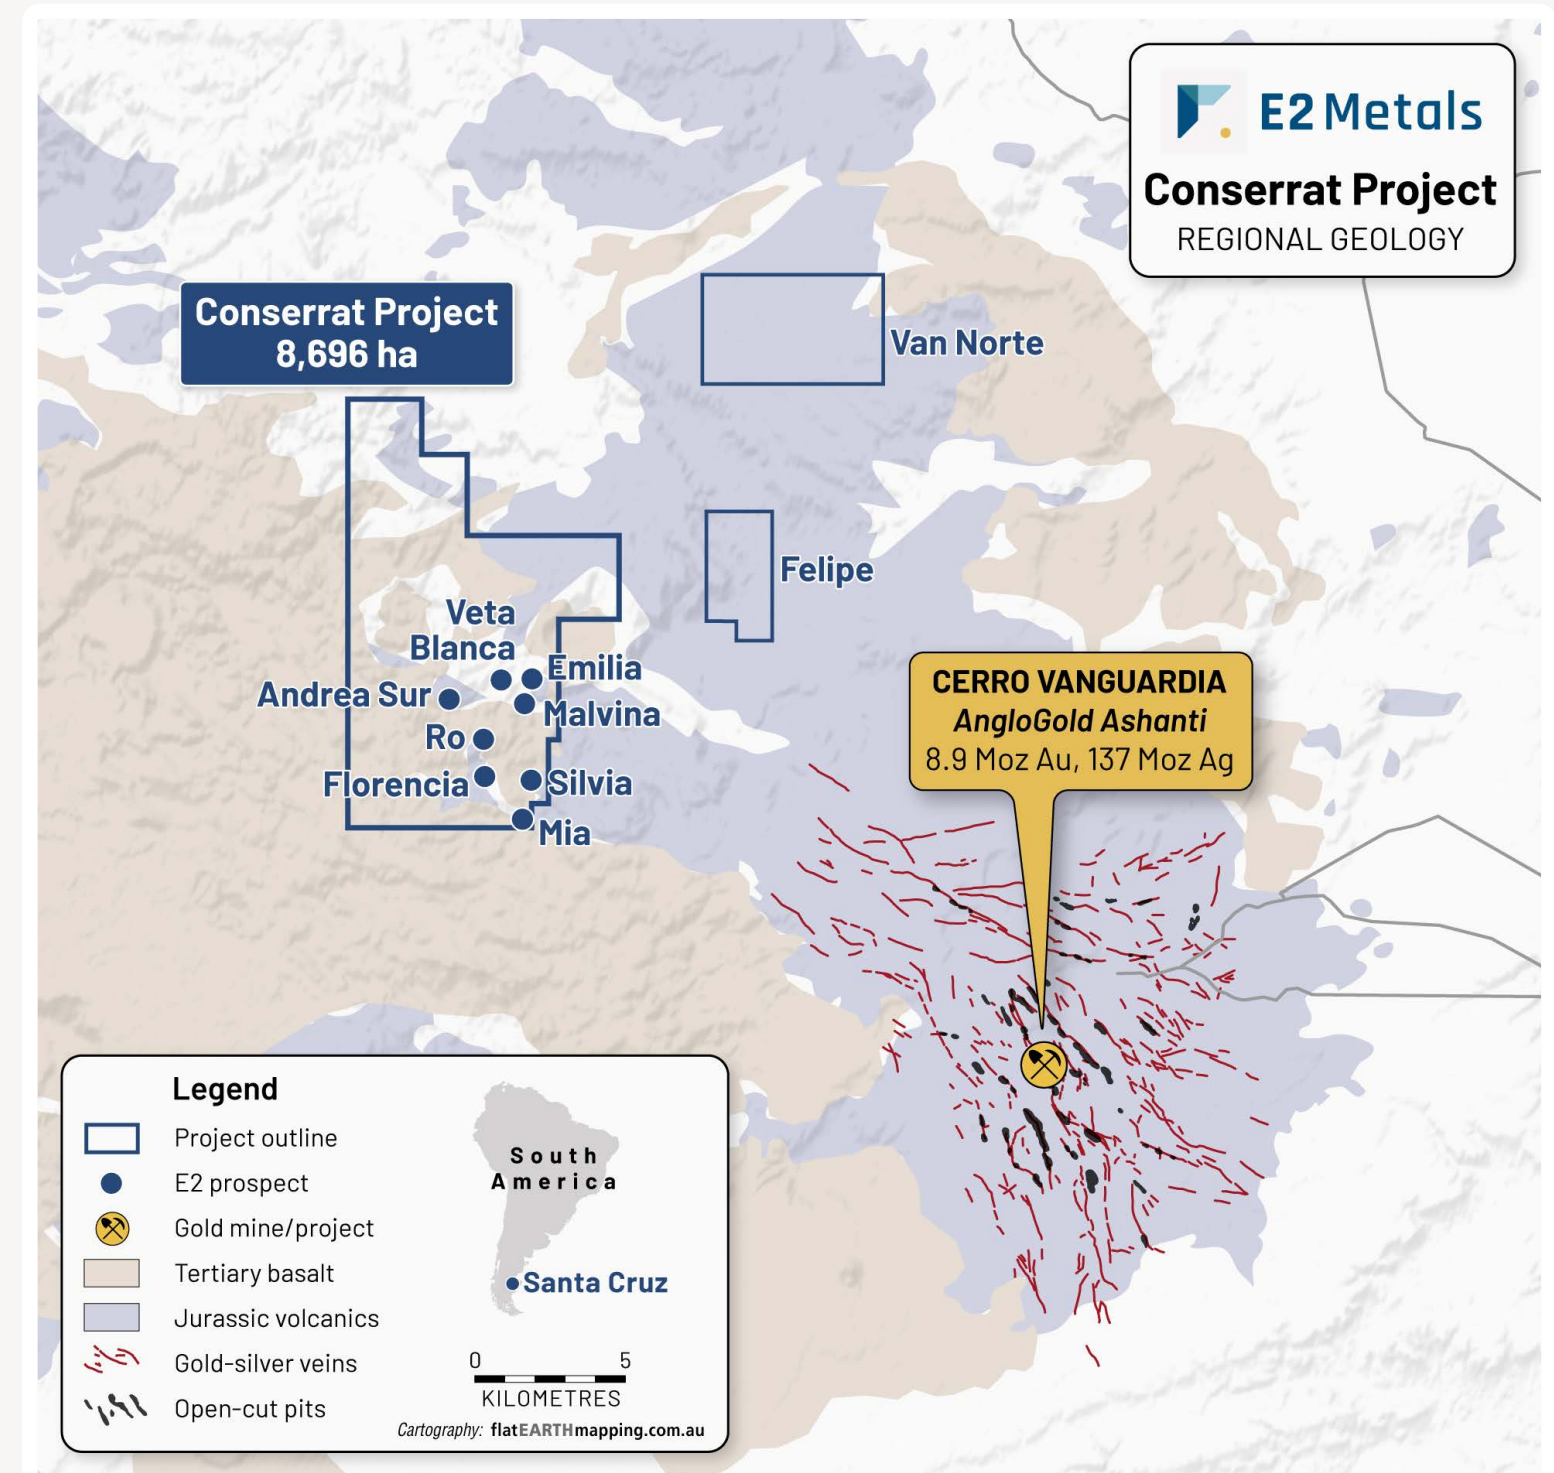 E2 Metals
Conserrat Project
REGIONAL GEOLOGY
Conserrat Project
8,696 ha
Van Norte
Felipe
Veta
Blanca
Emilia
Andrea Sur
Malvina
Ro
Florencia
Silvia
Mia
CERRO VANGUARDIA
AngloGold Ashanti
8.9 Moz Au, 137 Moz Ag
Legend
Project outline
E2 prospect
Gold mine/project
Tertiary basalt
Jurassic volcanics
Gold-silver veins
Open-cut pits
South
America
Santa Cruz
0 5
KILOMETRES
Cartography: flatEARTHmapping.com.au